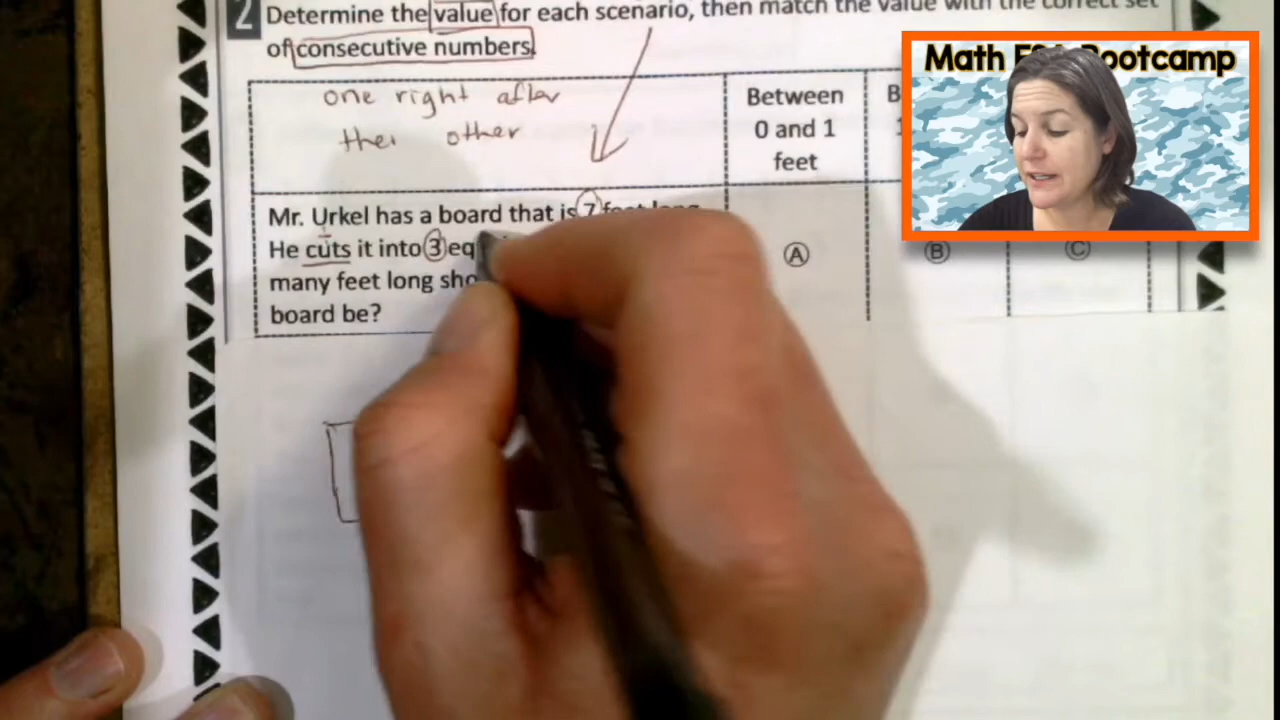 2 Determine the value for each scenario, then match the value with the correct set
of consecutive numbers.
Math Bootcamp
one right after
the other
Between
0 and 1
feet
B
Mr. Urkel has a board that is 7 feet long
He cuts it into 3 eq
many feet long sho
board be?
A
B
C